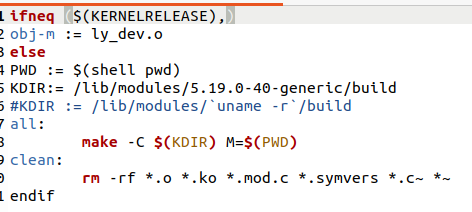 1 ifneq ($(KERNELRELEASE),)
2 obj-m := ly_dev.o
3 else
4 PWD := $(shell pwd)
5 KDIR:= /lib/modules/5.19.0-40-generic/build
6 #KDIR := /lib/modules/`uname -r`/build
7 all:
8         make -C $(KDIR) M=$(PWD)
9 clean:
0         rm -rf *.o *.ko *.mod.c *.symvers *.c~ *~
1 endif